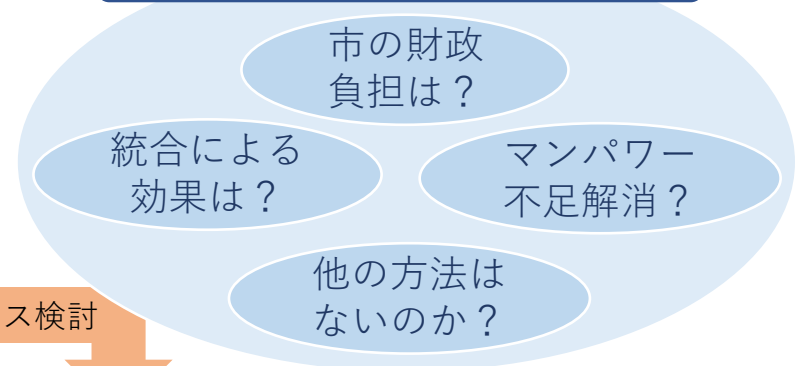 市の財政
負担は？
統合による
効果は？
マンパワー
不足解消？
他の方法は
ないのか？
ス検討